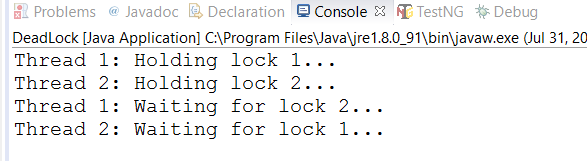 Problems @ Javadoc Declaration Console TestNG Debug
DeadLock [Java Application] C:\Program Files\Java\jre1.8.0_91\bin\javaw.exe (Jul 31, 20
Thread 1: Holding lock 1...
Thread 2: Holding lock 2...
Thread 1: Waiting for lock 2...
Thread 2: Waiting for lock 1...